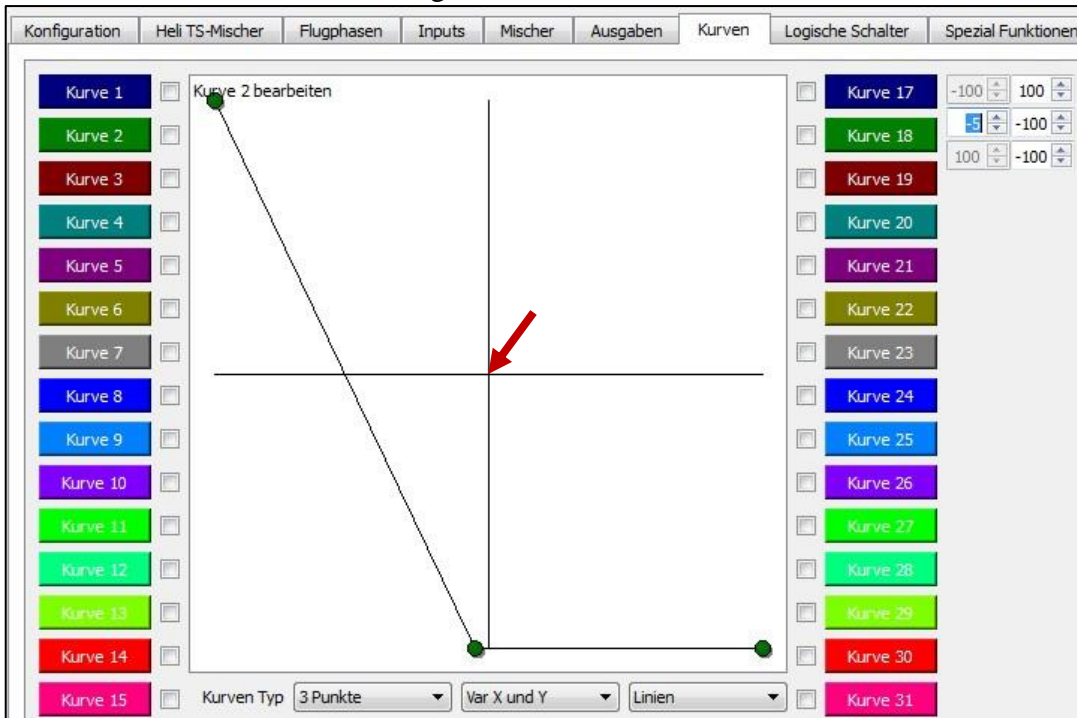 Konfiguration Heli TS-Mischer Flugphasen Inputs Mischer Ausgaben Kurven Logische Schalter Spezial Funktionen
Kurve 2 bearbeiten
Kurve 1
Kurve 2
Kurve 3
Kurve 4
Kurve 5
Kurve 6
Kurve 7
Kurve 8
Kurve 9
Kurve 10
Kurve 11
Kurve 12
Kurve 13
Kurve 14
Kurve 15
Kurve 17
Kurve 18
Kurve 19
Kurve 20
Kurve 21
Kurve 22
Kurve 23
Kurve 24
Kurve 25
Kurve 26
Kurve 27
Kurve 28
Kurve 29
Kurve 30
Kurve 31
-100 100
-5 -100
100 -100
Kurven Typ 3 Punkte Var X und Y Linien